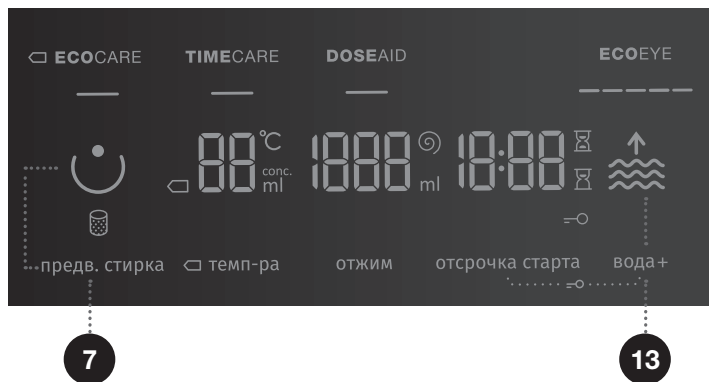 ECOCARE TIMECARE DOSEAID ECOEYE
88 °C 1888 18:88
conc.
ml ml
предв. стирка темп-ра отжим отсрочка старта вода+
7 13